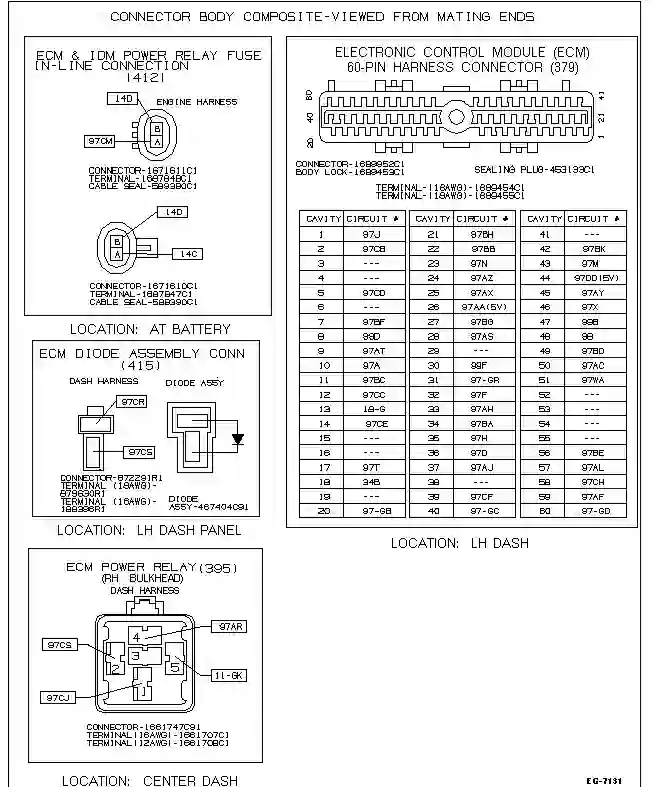 CONNECTOR BODY COMPOSITE-VIEWED FROM MATING ENDS
ECM & IDM POWER RELAY FUSE
IN-LINE CONNECTION
(412)
14D
ENGINE HARNESS
B
97CM
A
CONNECTOR-1671611C1
TERMINAL-1687848C1
CABLE SEAL-589390C1
14D
B
A
14C
CONNECTOR-1671610C1
TERMINAL-1687847C1
CABLE SEAL-589390C1
LOCATION: AT BATTERY
ECM DIODE ASSEMBLY CONN
(415)
DASH HARNESS
DIODE ASSY
97CR
97CS
CONNECTOR-872291R1
TERMINAL (18AWG)-
879630R1
TERMINAL (16AWG)-
188396R1
DIODE
ASSY-467404C91
LOCATION: LH DASH PANEL
ECM POWER RELAY (395)
(RH BULKHEAD)
DASH HARNESS
97AR
4
97CS
3
2
5
11-GK
97CJ
1
CONNECTOR-1661747C91
TERMINAL(16AWG)-1661707C1
TERMINAL(12AWG)-1661708C1
LOCATION: CENTER DASH
ELECTRONIC CONTROL MODULE (ECM)
60-PIN HARNESS CONNECTOR (379)
60
41
40
21
20
1
CONNECTOR-1689952C1
BODY LOCK-1689453C1
SEALING PLUG-453193C1
TERMINAL-(16AWG)-1689454C1
TERMINAL-(18AWG)-1689455C1
CAVITY CIRCUIT # CAVITY CIRCUIT # CAVITY CIRCUIT #
1 97J 21 97BH 41 ---
2 97CB 22 97BB 42 97BK
3 --- 23 97N 43 97M
4 --- 24 97AZ 44 97DD(5V)
5 97CD 25 97AX 45 97AY
6 --- 26 97AA(5V) 46 97X
7 97BF 27 97BG 47 99B
8 99D 28 97AS 48 98
9 97AT 29 --- 49 97BD
10 97A 30 99F 50 97AC
11 97BC 31 97-GR 51 97WA
12 97CC 32 97F 52 ---
13 18-G 33 97AH 53 ---
14 97CE 34 97BA 54 ---
15 --- 35 97H 55 ---
16 --- 36 97D 56 97BE
17 97T 37 97AJ 57 97AL
18 34B 38 --- 58 97CH
19 --- 39 97CF 59 97AF
20 97-GB 40 97-GC 60 97-GD
LOCATION: LH DASH
EG-7131